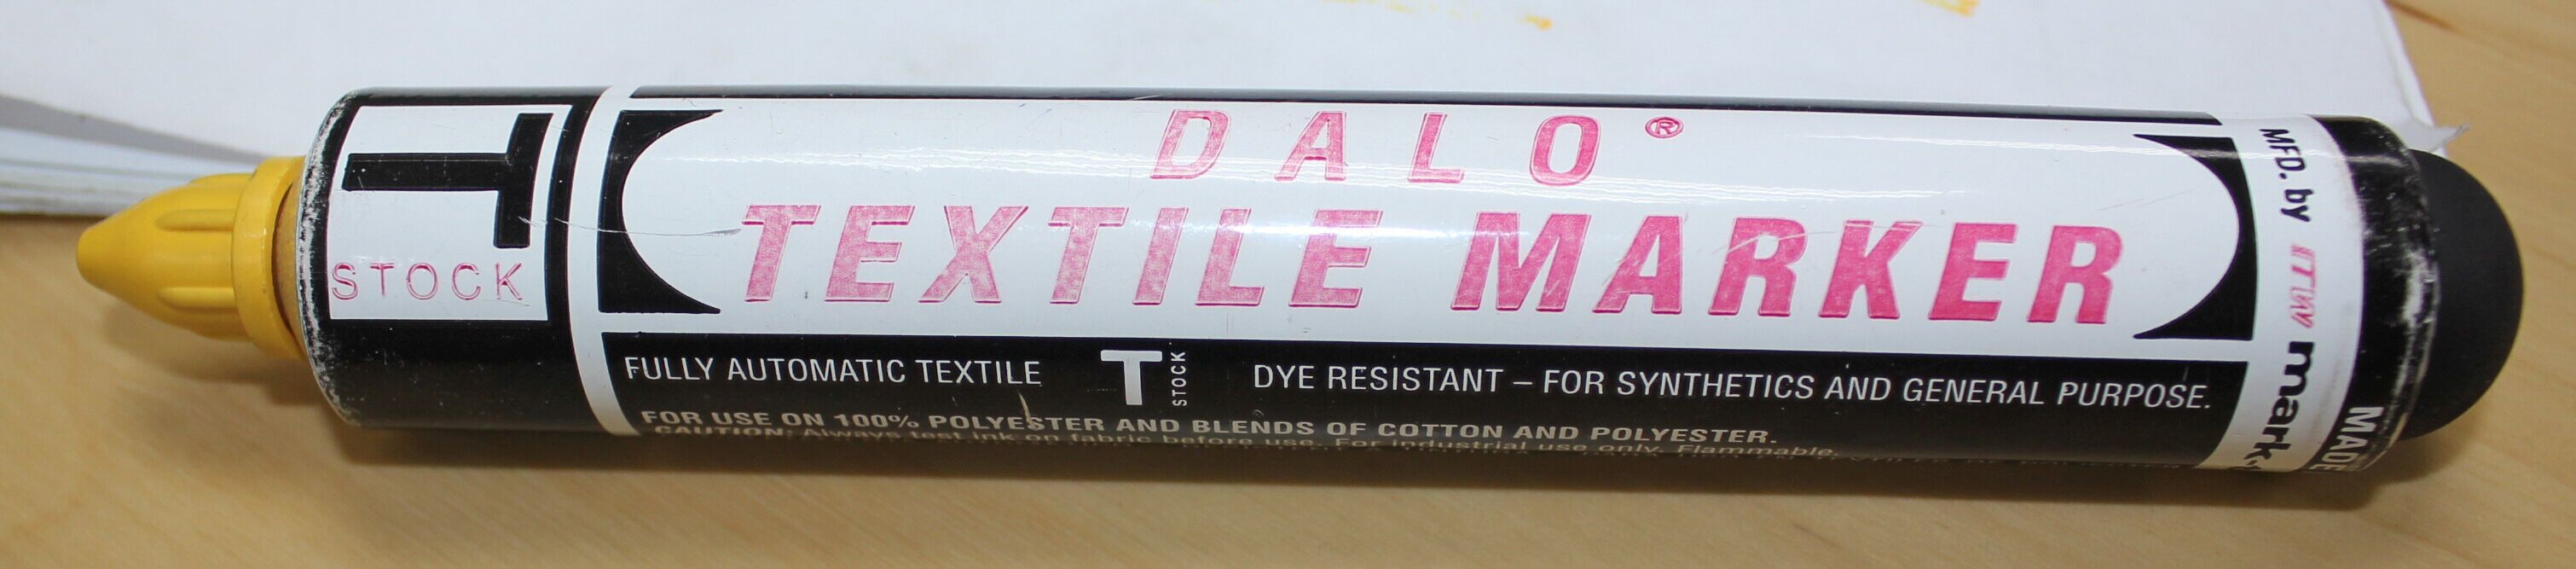 T
STOCK
DALO®
TEXTILE MARKER
FULLY AUTOMATIC TEXTILE T STOCK DYE RESISTANT – FOR SYNTHETICS AND GENERAL PURPOSE.
FOR USE ON 100% POLYESTER AND BLENDS OF COTTON AND POLYESTER.
CAUTION: Always test ink on fabric before use. For industrial use only. Flammable.
MFD. by ITW mark-
MADE